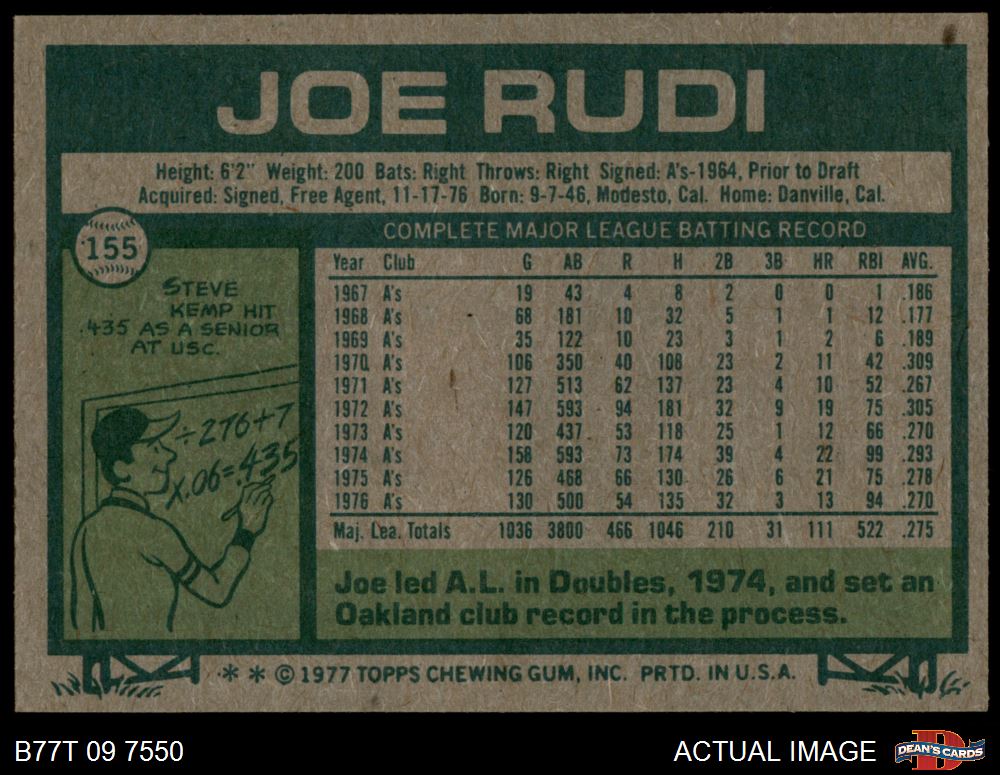 JOE RUDI
Height: 6'2" Weight: 200 Bats: Right Throws: Right Signed: A's-1964, Prior to Draft
Acquired: Signed, Free Agent, 11-17-76 Born: 9-7-46, Modesto, Cal. Home: Danville, Cal.
155
STEVE
KEMP HIT
.435 AS A SENIOR
AT USC.
÷276+7
X.06=.435
COMPLETE MAJOR LEAGUE BATTING RECORD
Year Club G AB R H 2B 3B HR RBI AVG.
1967 A's 19 43 4 8 2 0 0 1 .186
1968 A's 68 181 10 32 5 1 1 12 .177
1969 A's 35 122 10 23 3 1 2 6 .189
1970 A's 106 350 40 108 23 2 11 42 .309
1971 A's 127 513 62 137 23 4 10 52 .267
1972 A's 147 593 94 181 32 9 19 75 .305
1973 A's 120 437 53 118 25 1 12 66 .270
1974 A's 158 593 73 174 39 4 22 99 .293
1975 A's 126 468 66 130 26 6 21 75 .278
1976 A's 130 500 54 135 32 3 13 94 .270
Maj. Lea. Totals 1036 3800 466 1046 210 31 111 522 .275
Joe led A.L. in Doubles, 1974, and set an
Oakland club record in the process.
* * © 1977 TOPPS CHEWING GUM, INC. PRTD. IN U.S.A.
B77T 09 7550
ACTUAL IMAGE
D
DEAN'S CARDS